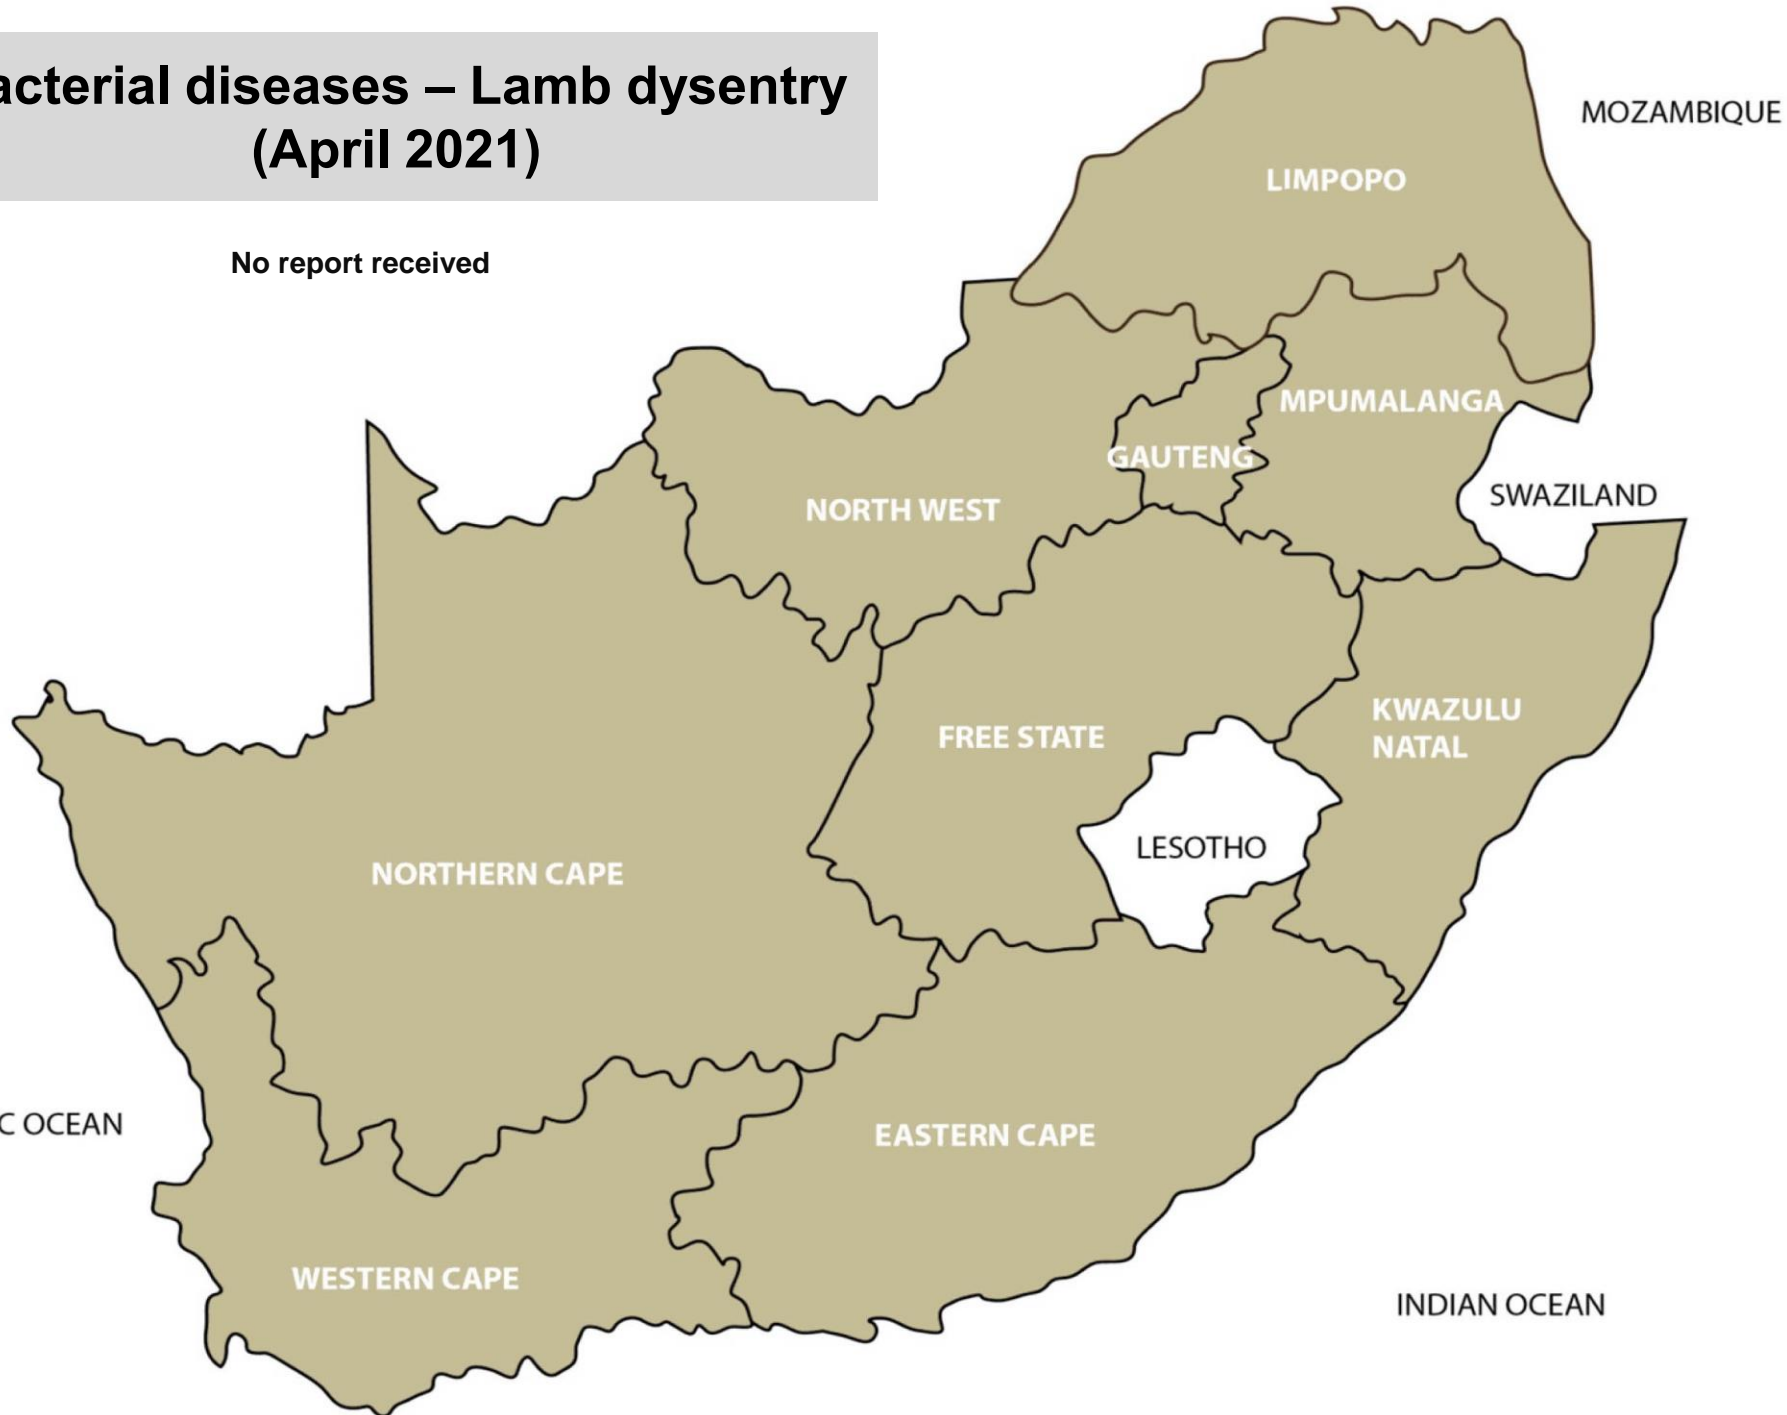 acterial diseases – Lamb dysentry
(April 2021)
No report received
MOZAMBIQUE
LIMPOPO
MPUMALANGA
GAUTENG
SWAZILAND
NORTH WEST
KWAZULU
NATAL
FREE STATE
LESOTHO
NORTHERN CAPE
C OCEAN
EASTERN CAPE
WESTERN CAPE
INDIAN OCEAN